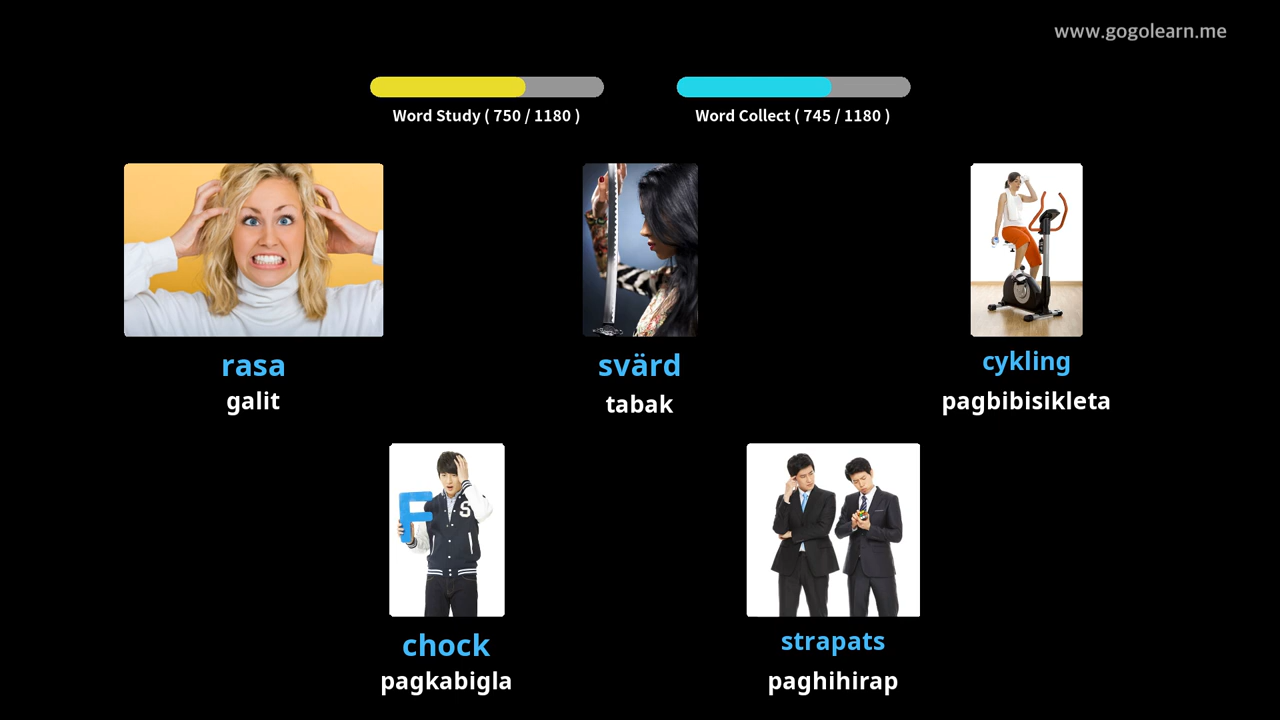 www.gogolearn.me
Word Study ( 750 / 1180 )
Word Collect ( 745 / 1180 )
rasa
galit
svärd
tabak
cykling
pagbibisikleta
F
S
chock
pagkabigla
strapats
paghihirap